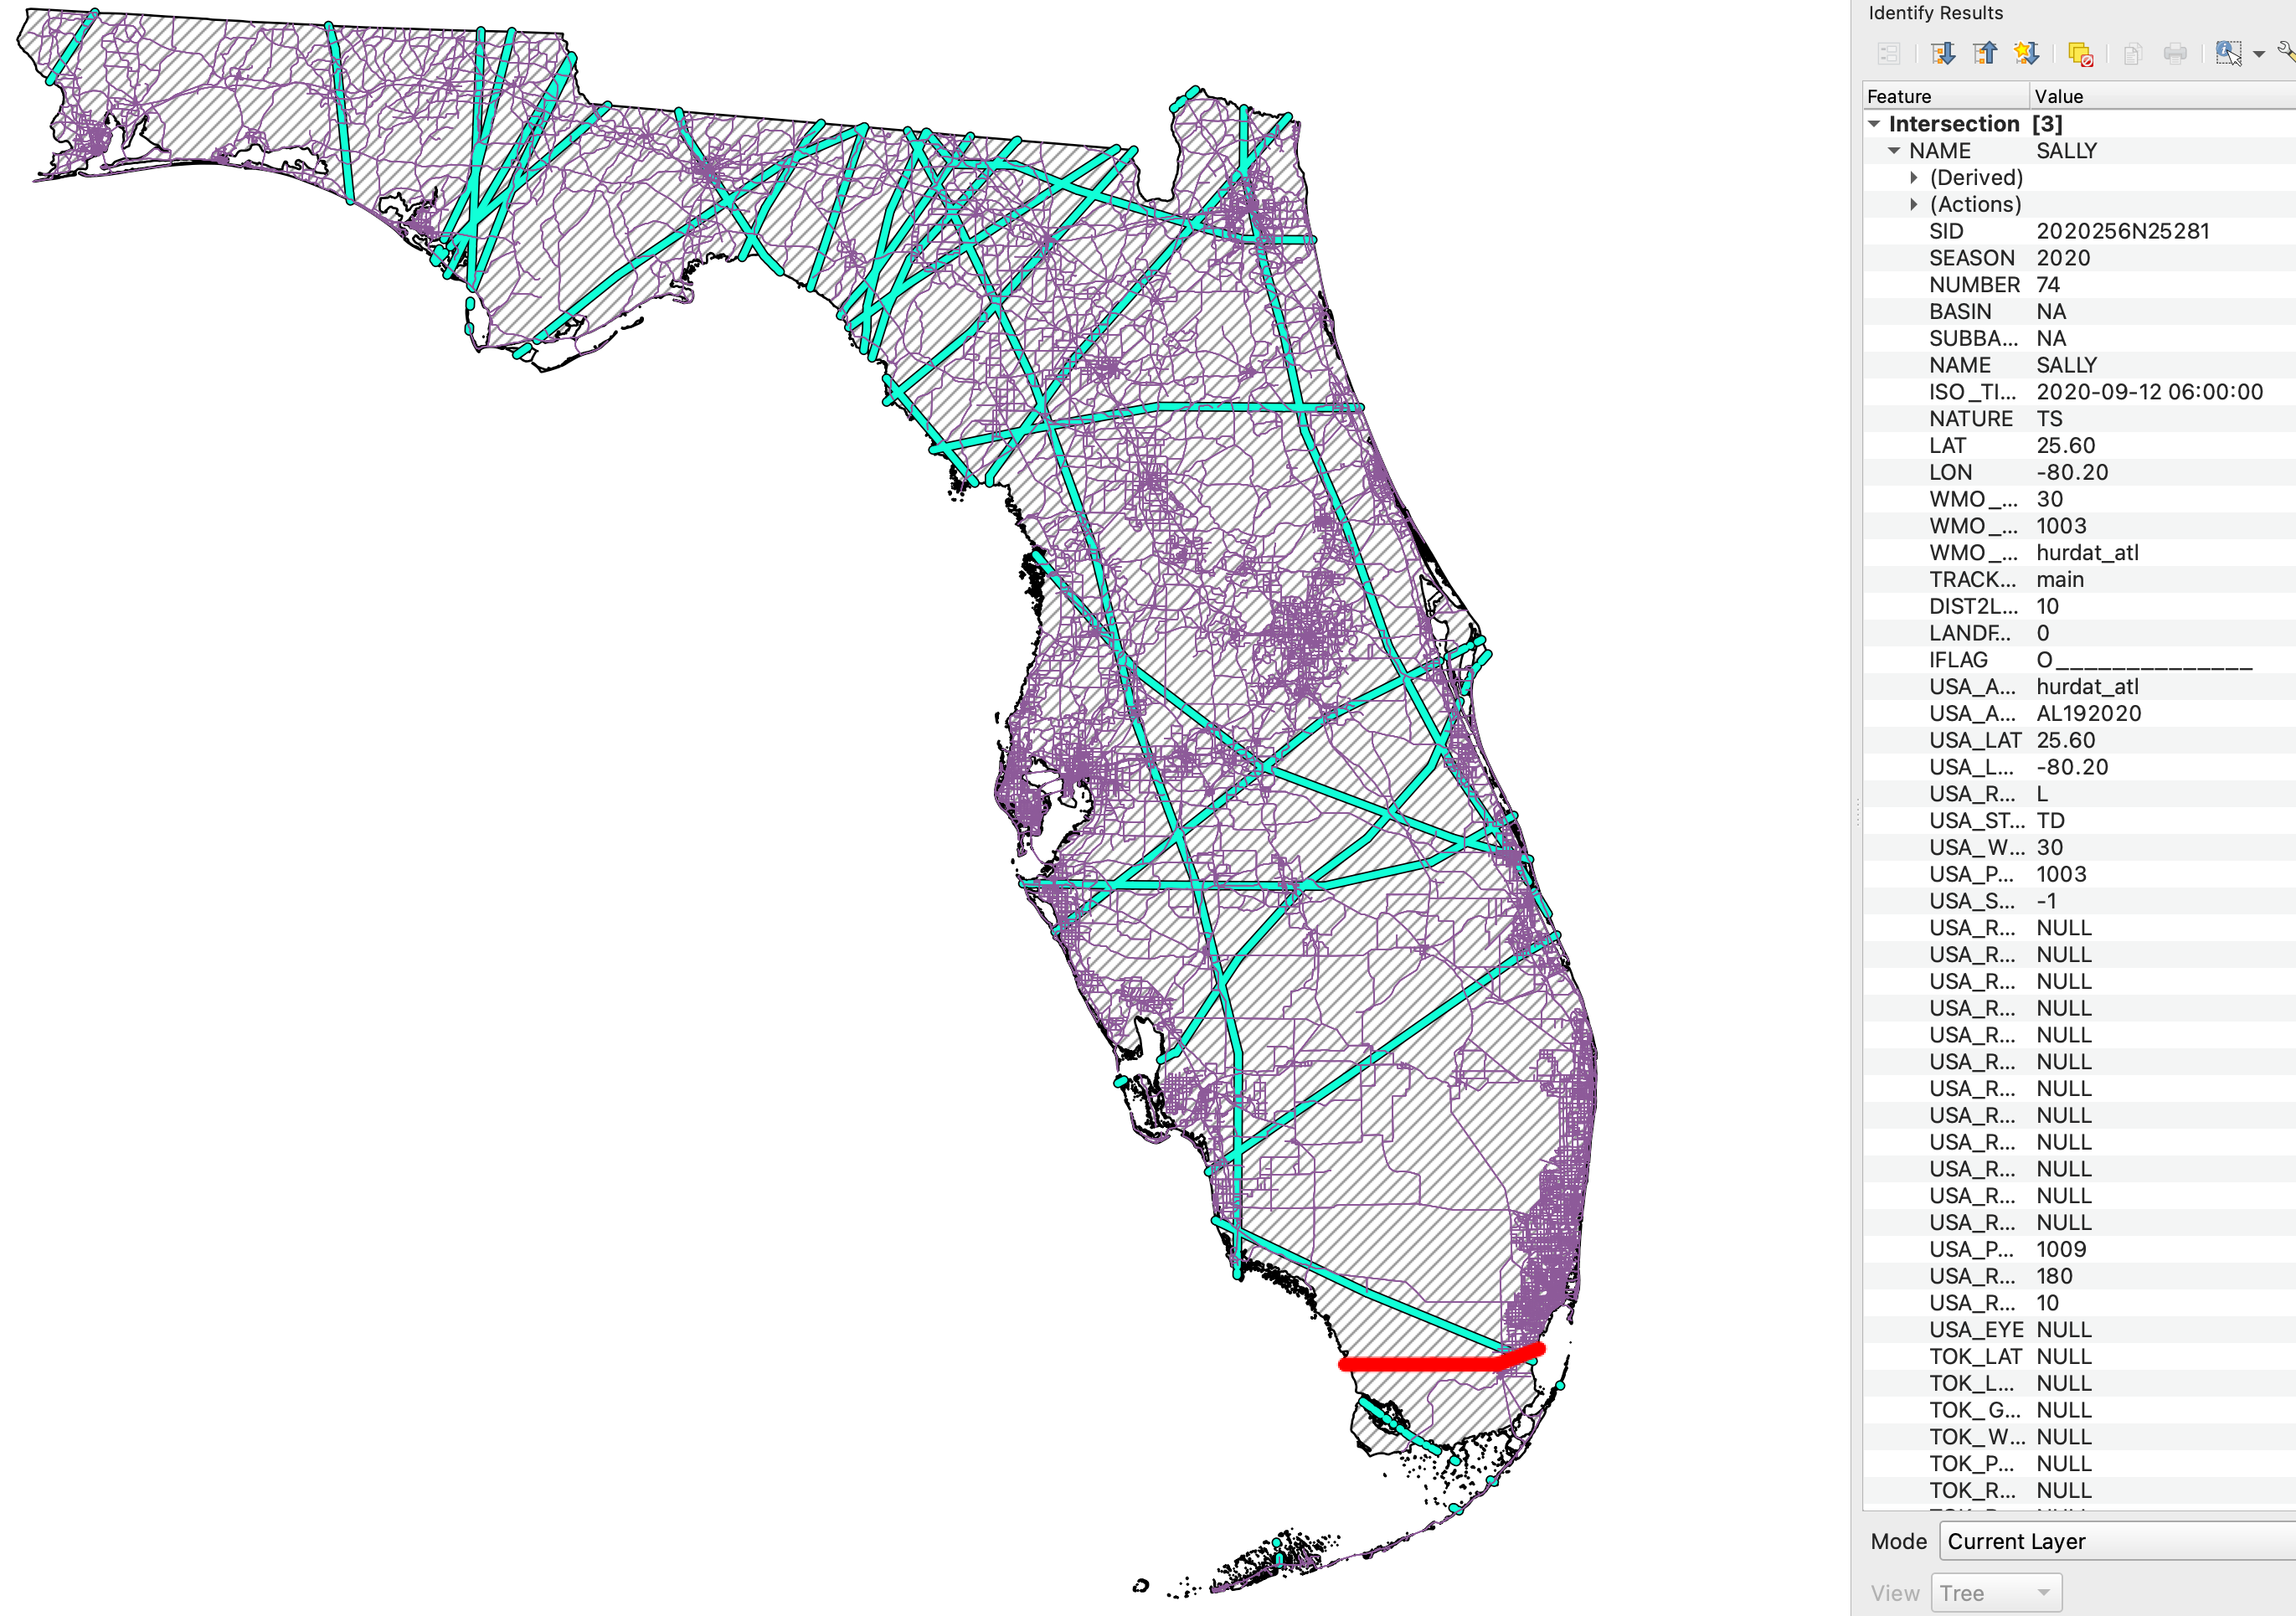 Identify Results
Feature Value
Intersection [3]
NAME SALLY
(Derived)
(Actions)
SID 2020256N25281
SEASON 2020
NUMBER 74
BASIN NA
SUBBA... NA
NAME SALLY
ISO_TI... 2020-09-12 06:00:00
NATURE TS
LAT 25.60
LON -80.20
WMO_... 30
WMO_... 1003
WMO_... hurdat_atl
TRACK... main
DIST2L... 10
LANDF... 0
IFLAG O______________
USA_A... hurdat_atl
USA_A... AL192020
USA_LAT 25.60
USA_L... -80.20
USA_R... L
USA_ST... TD
USA_W... 30
USA_P... 1003
USA_S... -1
USA_R... NULL
USA_R... NULL
USA_R... NULL
USA_R... NULL
USA_R... NULL
USA_R... NULL
USA_R... NULL
USA_R... NULL
USA_R... NULL
USA_R... NULL
USA_R... NULL
USA_R... NULL
USA_P... 1009
USA_R... 180
USA_R... 10
USA_EYE NULL
TOK_LAT NULL
TOK_L... NULL
TOK_G... NULL
TOK_W... NULL
TOK_P... NULL
TOK_R... NULL
Mode Current Layer
View Tree